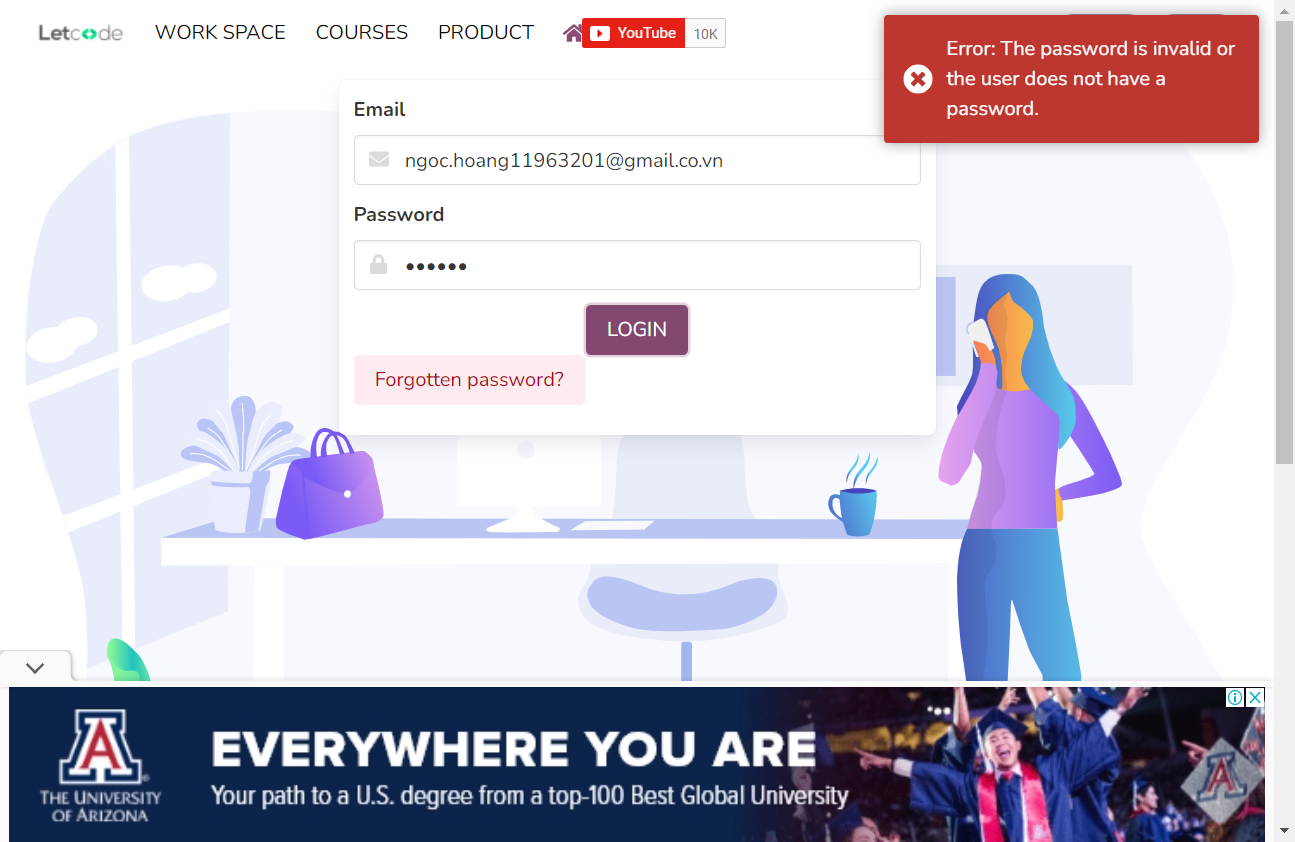 Letcode
WORK SPACE
COURSES
PRODUCT
YouTube
10K
Error: The password is invalid or
the user does not have a
password.
Email
ngoc.hoang11963201@gmail.co.vn
Password
LOGIN
Forgotten password?
A
THE UNIVERSITY
OF ARIZONA
EVERYWHERE YOU ARE
Your path to a U.S. degree from a top-100 Best Global University
A